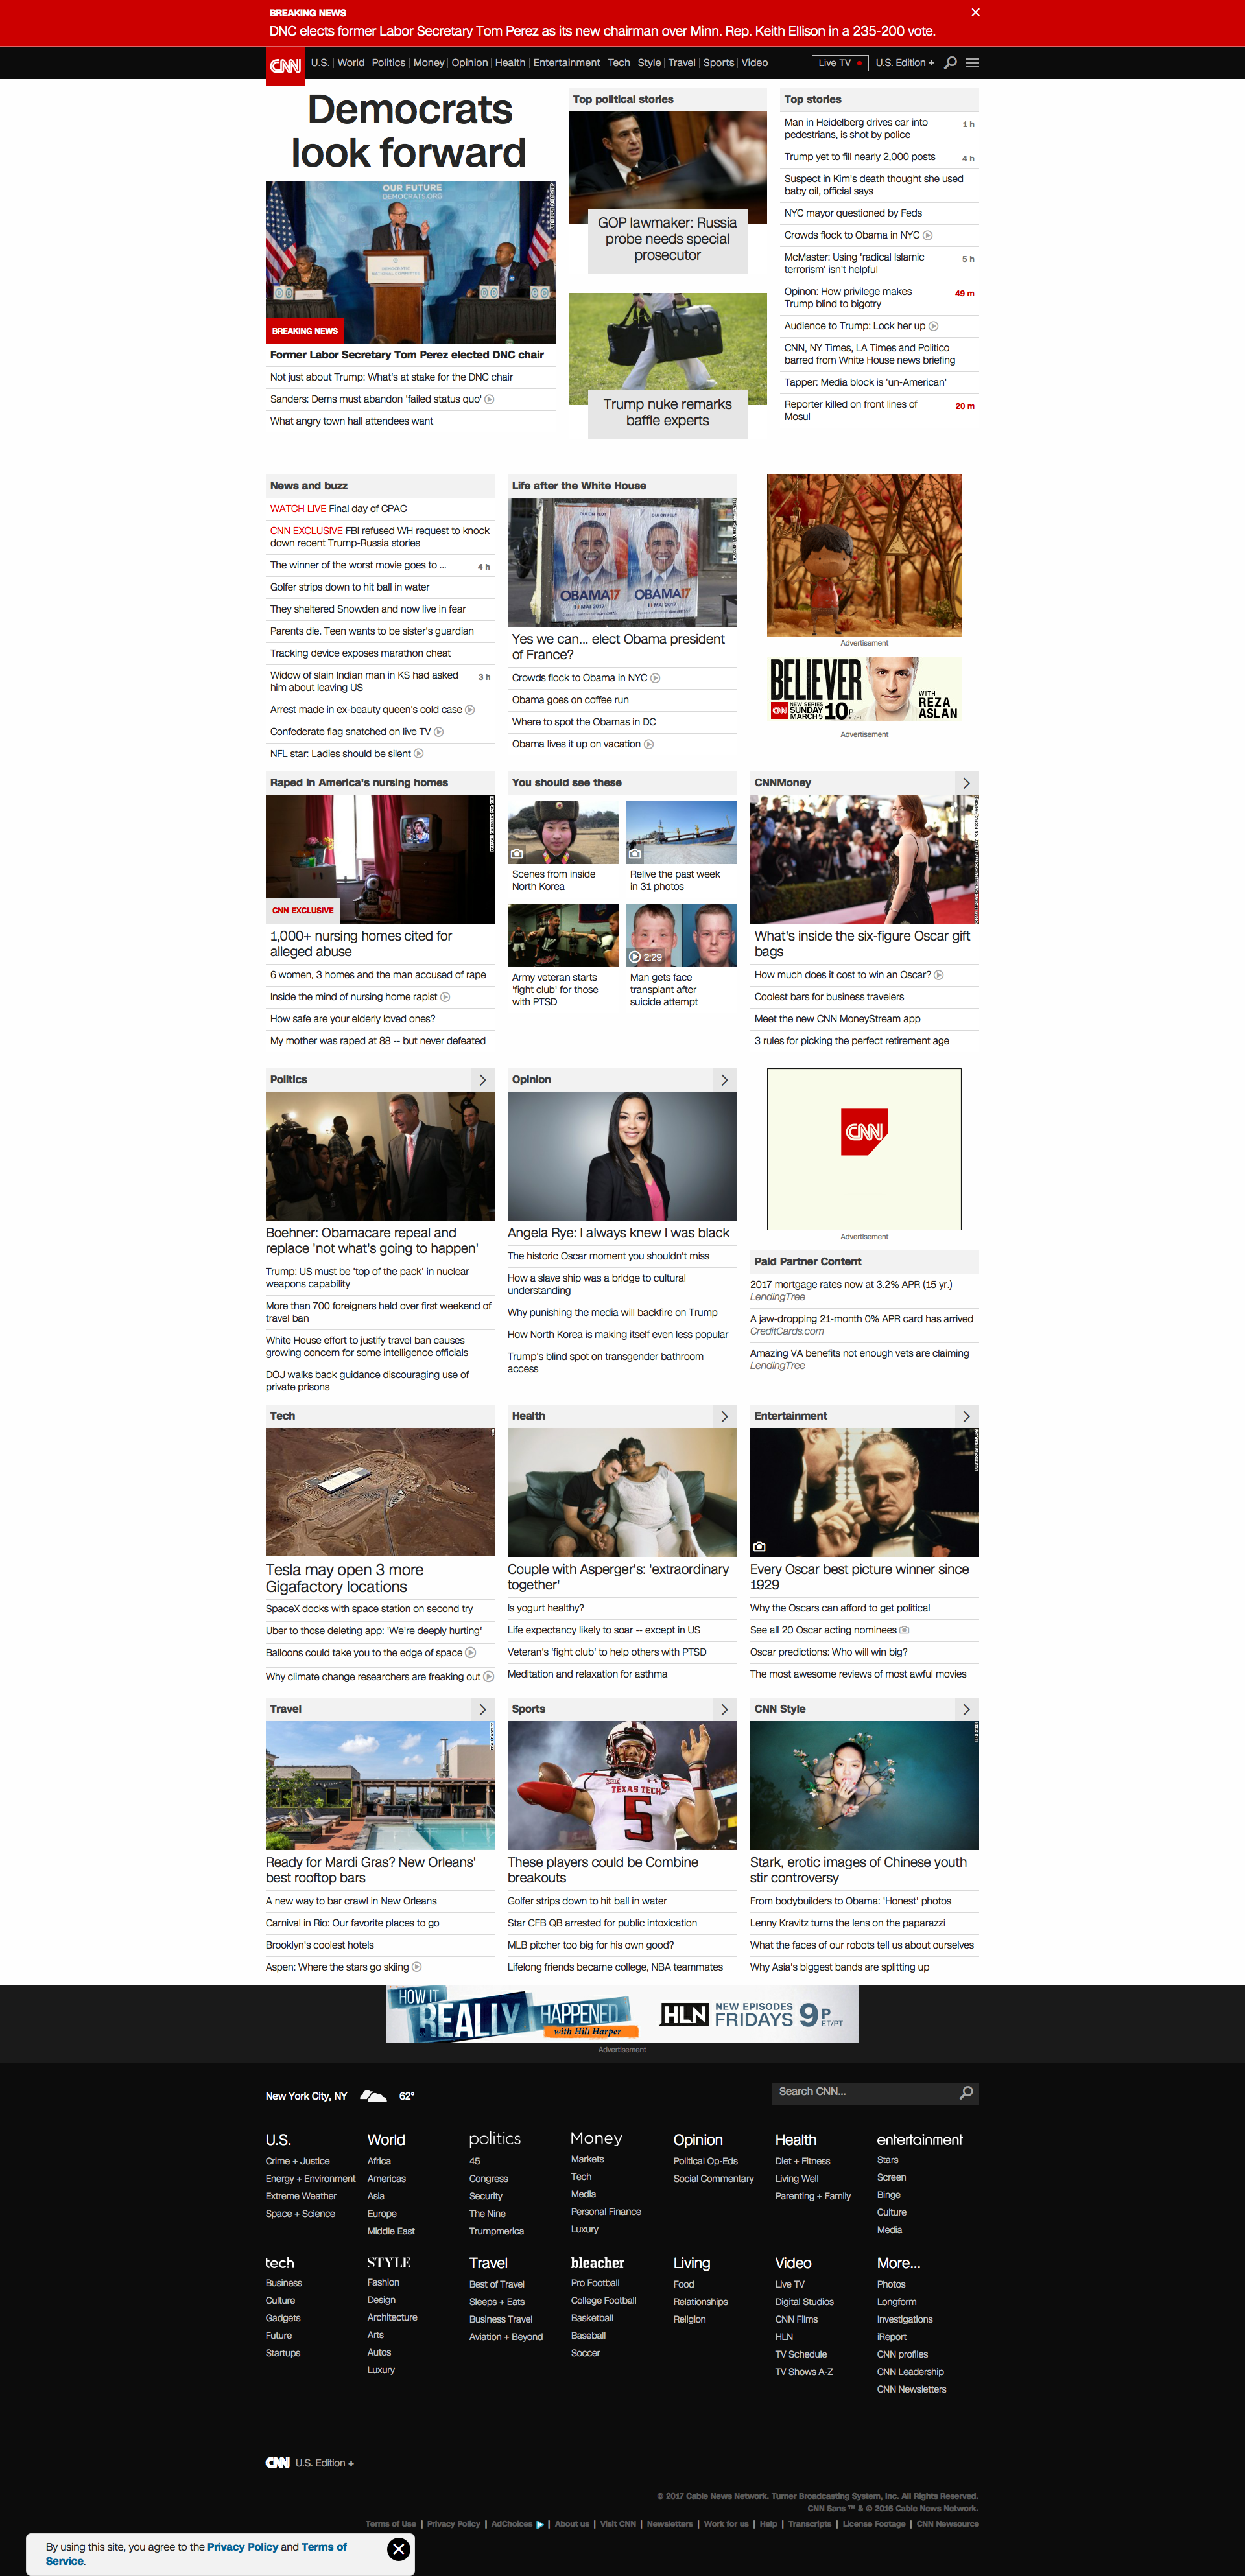 BREAKING NEWS
DNC elects former Labor Secretary Tom Perez as its new chairman over Minn. Rep. Keith Ellison in a 235-200 vote.
CNN
U.S. World Politics Money Opinion Health Entertainment Tech Style Travel Sports Video
Live TV
U.S. Edition +
Democrats
look forward
OUR FUTURE
DEMOCRATS.ORG
BREAKING NEWS
Former Labor Secretary Tom Perez elected DNC chair
Not just about Trump: What's at stake for the DNC chair
Sanders: Dems must abandon 'failed status quo'
What angry town hall attendees want
Top political stories
GOP lawmaker: Russia
probe needs special
prosecutor
Trump nuke remarks
baffle experts
Top stories
Man in Heidelberg drives car into
pedestrians, is shot by police
1 h
Trump yet to fill nearly 2,000 posts
4 h
Suspect in Kim's death thought she used
baby oil, official says
NYC mayor questioned by Feds
Crowds flock to Obama in NYC
McMaster: Using 'radical Islamic
terrorism' isn't helpful
5 h
Opinon: How privilege makes
Trump blind to bigotry
49 m
Audience to Trump: Lock her up
CNN, NY Times, LA Times and Politico
barred from White House news briefing
Tapper: Media block is 'un-American'
Reporter killed on front lines of
Mosul
20 m
News and buzz
WATCH LIVE Final day of CPAC
CNN EXCLUSIVE FBI refused WH request to knock
down recent Trump-Russia stories
The winner of the worst movie goes to ...
4 h
Golfer strips down to hit ball in water
They sheltered Snowden and now live in fear
Parents die. Teen wants to be sister's guardian
Tracking device exposes marathon cheat
Widow of slain Indian man in KS had asked
him about leaving US
3 h
Arrest made in ex-beauty queen's cold case
Confederate flag snatched on live TV
NFL star: Ladies should be silent
Life after the White House
OBAMA17
OBAMA17
Yes we can... elect Obama president
of France?
Crowds flock to Obama in NYC
Obama goes on coffee run
Where to spot the Obamas in DC
Obama lives it up on vacation
Advertisement
BELIEVER
CNN
NEW SERIES
SUNDAY
MARCH 5
10P
ET/PT
WITH
REZA
ASLAN
Advertisement
Raped in America's nursing homes
CNN EXCLUSIVE
1,000+ nursing homes cited for
alleged abuse
6 women, 3 homes and the man accused of rape
Inside the mind of nursing home rapist
How safe are your elderly loved ones?
My mother was raped at 88 -- but never defeated
You should see these
Scenes from inside
North Korea
Relive the past week
in 31 photos
2:29
Army veteran starts
'fight club' for those
with PTSD
Man gets face
transplant after
suicide attempt
CNNMoney
What's inside the six-figure Oscar gift
bags
How much does it cost to win an Oscar?
Coolest bars for business travelers
Meet the new CNN MoneyStream app
3 rules for picking the perfect retirement age
Politics
Boehner: Obamacare repeal and
replace 'not what's going to happen'
Trump: US must be 'top of the pack' in nuclear
weapons capability
More than 700 foreigners held over first weekend of
travel ban
White House effort to justify travel ban causes
growing concern for some intelligence officials
DOJ walks back guidance discouraging use of
private prisons
Opinion
Angela Rye: I always knew I was black
The historic Oscar moment you shouldn't miss
How a slave ship was a bridge to cultural
understanding
Why punishing the media will backfire on Trump
How North Korea is making itself even less popular
Trump's blind spot on transgender bathroom
access
CNN
Advertisement
Paid Partner Content
2017 mortgage rates now at 3.2% APR (15 yr.)
LendingTree
A jaw-dropping 21-month 0% APR card has arrived
CreditCards.com
Amazing VA benefits not enough vets are claiming
LendingTree
Tech
Tesla may open 3 more
Gigafactory locations
SpaceX docks with space station on second try
Uber to those deleting app: 'We're deeply hurting'
Balloons could take you to the edge of space
Why climate change researchers are freaking out
Health
Couple with Asperger's: 'extraordinary
together'
Is yogurt healthy?
Life expectancy likely to soar -- except in US
Veteran's 'fight club' to help others with PTSD
Meditation and relaxation for asthma
Entertainment
Every Oscar best picture winner since
1929
Why the Oscars can afford to get political
See all 20 Oscar acting nominees
Oscar predictions: Who will win big?
The most awesome reviews of most awful movies
Travel
Ready for Mardi Gras? New Orleans'
best rooftop bars
A new way to bar crawl in New Orleans
Carnival in Rio: Our favorite places to go
Brooklyn's coolest hotels
Aspen: Where the stars go skiing
Sports
TEXAS TECH
5
These players could be Combine
breakouts
Golfer strips down to hit ball in water
Star CFB QB arrested for public intoxication
MLB pitcher too big for his own good?
Lifelong friends became college, NBA teammates
CNN Style
Stark, erotic images of Chinese youth
stir controversy
From bodybuilders to Obama: 'Honest' photos
Lenny Kravitz turns the lens on the paparazzi
What the faces of our robots tell us about ourselves
Why Asia's biggest bands are splitting up
HOW IT
REALLY HAPPENED
with Hill Harper
HLN
NEW EPISODES
FRIDAYS
9P
ET/PT
Advertisement
New York City, NY
62°
Search CNN...
U.S.
Crime + Justice
Energy + Environment
Extreme Weather
Space + Science
World
Africa
Americas
Asia
Europe
Middle East
politics
45
Congress
Security
The Nine
Trumpmerica
Money
Markets
Tech
Media
Personal Finance
Luxury
Opinion
Political Op-Eds
Social Commentary
Health
Diet + Fitness
Living Well
Parenting + Family
entertainment
Stars
Screen
Binge
Culture
Media
tech
Business
Culture
Gadgets
Future
Startups
STYLE
Fashion
Design
Architecture
Arts
Autos
Luxury
Travel
Best of Travel
Sleeps + Eats
Business Travel
Aviation + Beyond
bleacher
Pro Football
College Football
Basketball
Baseball
Soccer
Living
Food
Relationships
Religion
Video
Live TV
Digital Studios
CNN Films
HLN
TV Schedule
TV Shows A-Z
More...
Photos
Longform
Investigations
iReport
CNN profiles
CNN Leadership
CNN Newsletters
CNN U.S. Edition +
© 2017 Cable News Network. Turner Broadcasting System, Inc. All Rights Reserved.
CNN Sans ™ & © 2016 Cable News Network.
Terms of Use | Privacy Policy | AdChoices | About us | Visit CNN | Newsletters | Work for us | Help | Transcripts | License Footage | CNN Newsource
By using this site, you agree to the Privacy Policy and Terms of
Service.